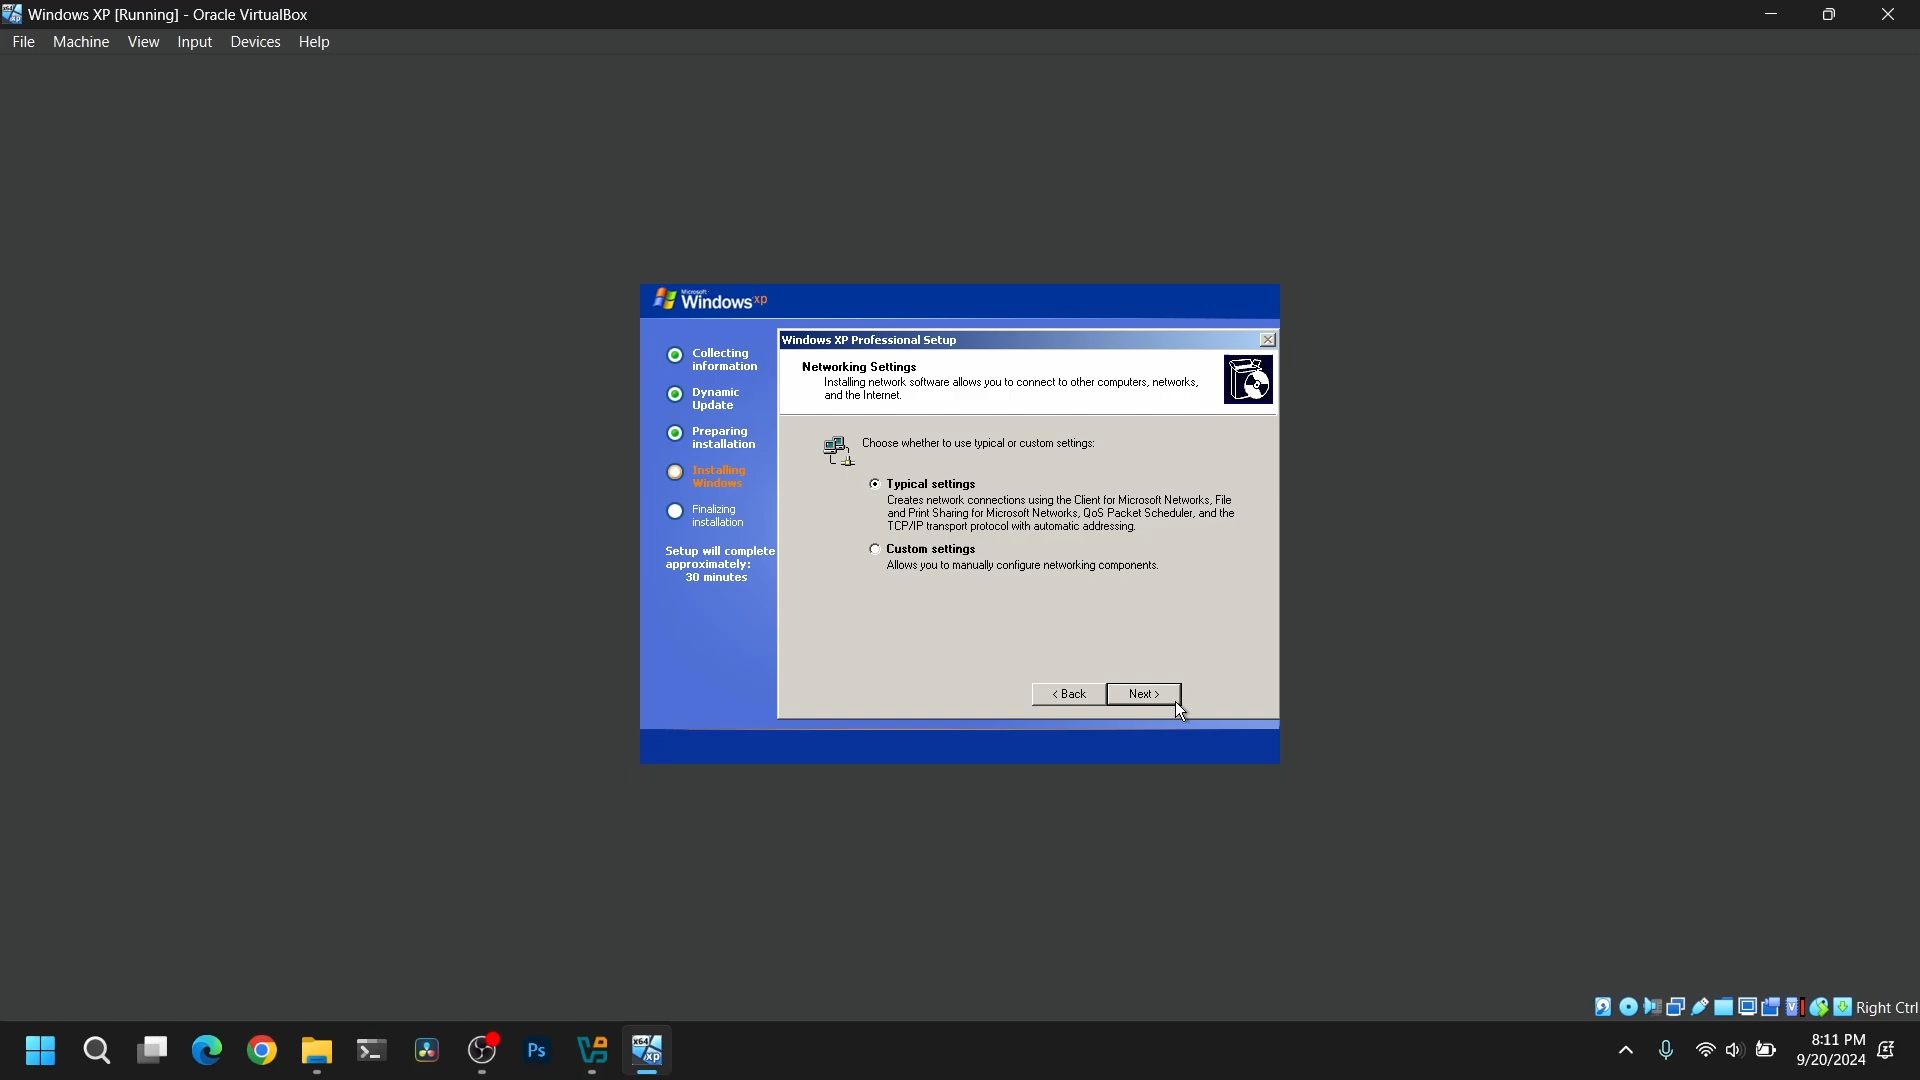 Windows XP [Running] - Oracle VirtualBox
File Machine View Input Devices Help
Microsoft
Windows xp
Windows XP Professional Setup
Networking Settings
Installing network software allows you to connect to other computers, networks,
and the Internet.
Collecting
information
Dynamic
Update
Preparing
installation
Installing
Windows
Finalizing
installation
Setup will complete
approximately:
30 minutes
Choose whether to use typical or custom settings:
Typical settings
Creates network connections using the Client for Microsoft Networks, File
and Print Sharing for Microsoft Networks, QoS Packet Scheduler, and the
TCP/IP transport protocol with automatic addressing.
Custom settings
Allows you to manually configure networking components.
< Back Next >
Right Ctrl
Ps
x64
xp
8:11 PM
9/20/2024